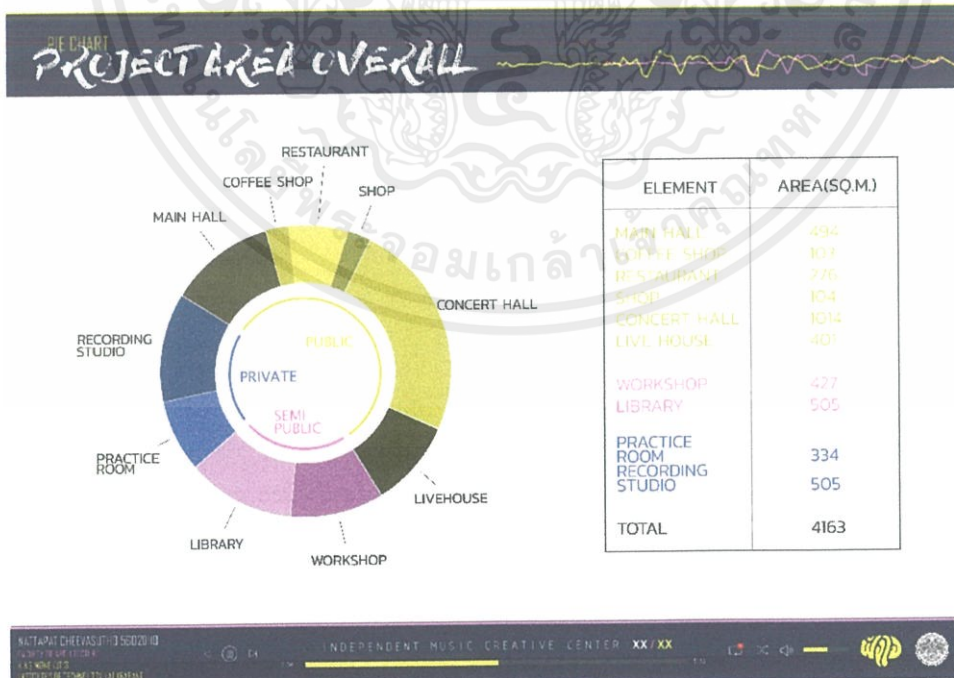 PIE CHART
PROJECT AREA OVERALL
RESTAURANT
COFFEE SHOP
SHOP
MAIN HALL
CONCERT HALL
RECORDING
STUDIO
PUBLIC
PRIVATE
SEMI
PUBLIC
PRACTICE
ROOM
LIVEHOUSE
LIBRARY
WORKSHOP
ELEMENT AREA(SQ.M.)
MAIN HALL 494
COFFEE SHOP 103
RESTAURANT 276
SHOP 104
CONCERT HALL 1014
LIVE HOUSE 401
WORKSHOP 427
LIBRARY 505
PRACTICE
ROOM 334
RECORDING
STUDIO 505
TOTAL 4163
INDEPENDENT MUSIC CREATIVE CENTER XX/XX